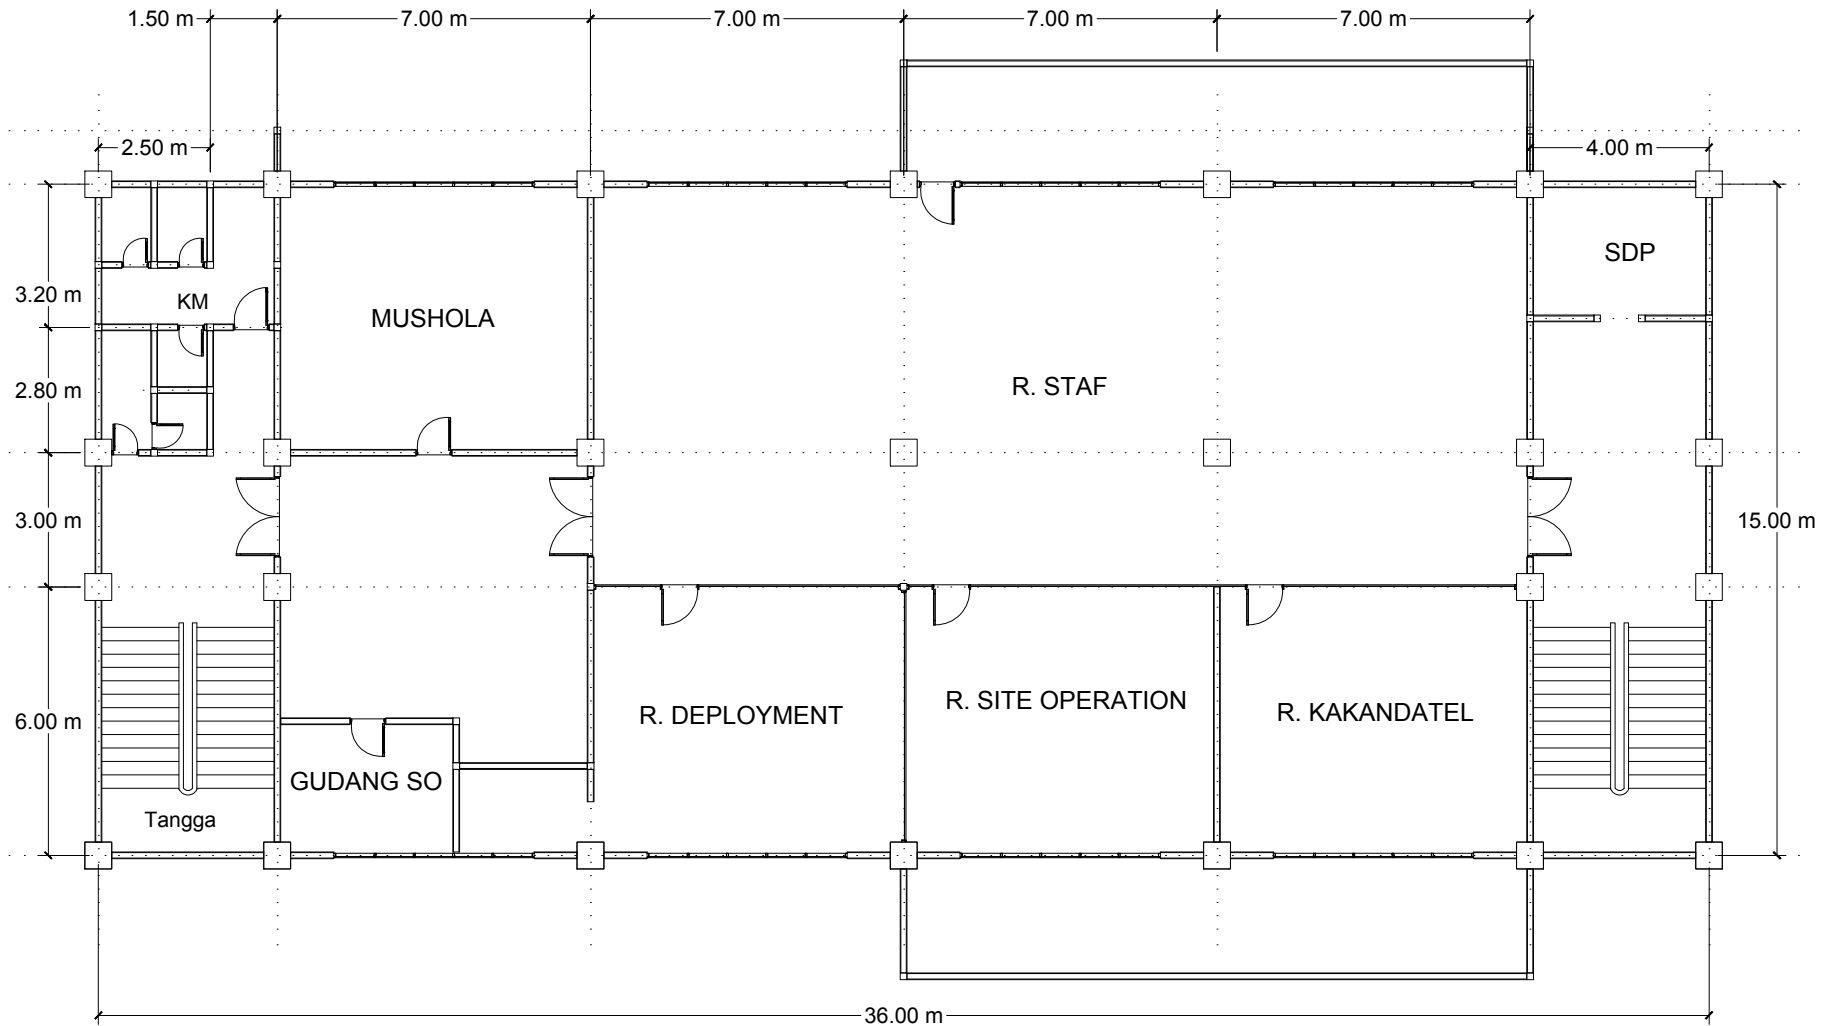 1.50 m
7.00 m
7.00 m
7.00 m
7.00 m
2.50 m
4.00 m
SDP
3.20 m
KM
MUSHOLA
R. STAF
2.80 m
3.00 m
15.00 m
6.00 m
R. DEPLOYMENT
R. SITE OPERATION
R. KAKANDATEL
GUDANG SO
Tangga
36.00 m